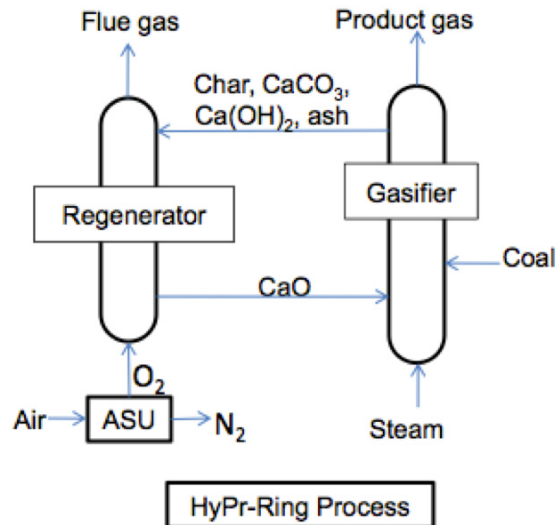 Flue gas
Product gas
Char, CaCO₃,
Ca(OH)₂, ash
Regenerator
Gasifier
Coal
CaO
O₂
Air
ASU
N₂
Steam
HyPr-Ring Process